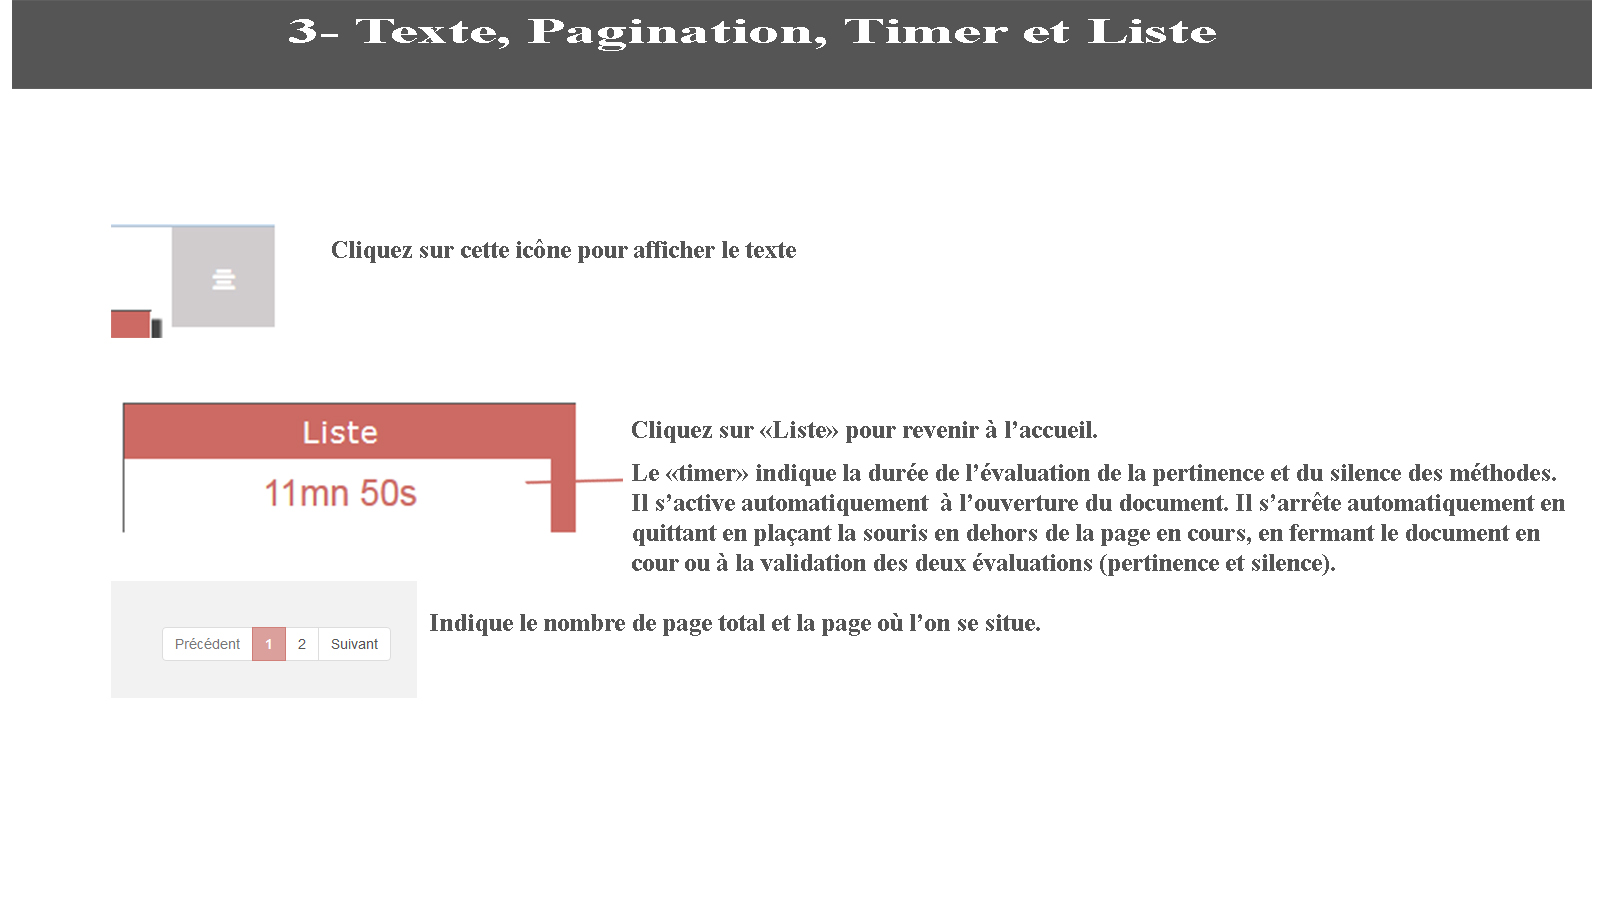 3- Texte, Pagination, Timer et Liste
Cliquez sur cette icône pour afficher le texte
Liste
11mn 50s
Cliquez sur «Liste» pour revenir à l’accueil.
Le «timer» indique la durée de l’évaluation de la pertinence et du silence des méthodes.
Il s’active automatiquement  à l’ouverture du document. Il s’arrête automatiquement en
quittant en plaçant la souris en dehors de la page en cours, en fermant le document en
cour ou à la validation des deux évaluations (pertinence et silence).
Précédent 1 2 Suivant
Indique le nombre de page total et la page où l’on se situe.